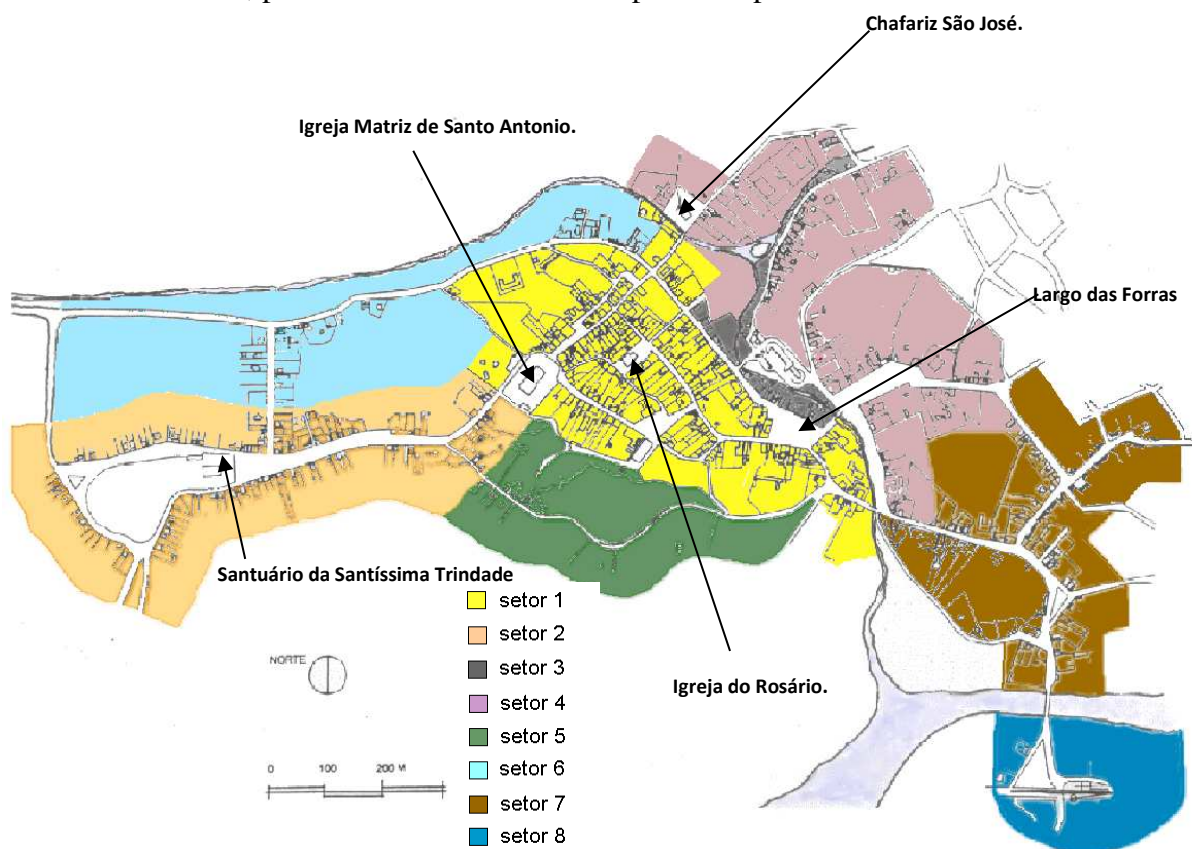 Chafariz São José.
Igreja Matriz de Santo Antonio.
Largo das Forras
Santuário da Santíssima Trindade
setor 1
setor 2
NORTE
setor 3
Igreja do Rosário.
setor 4
setor 5
0 100 200 M
setor 6
setor 7
setor 8